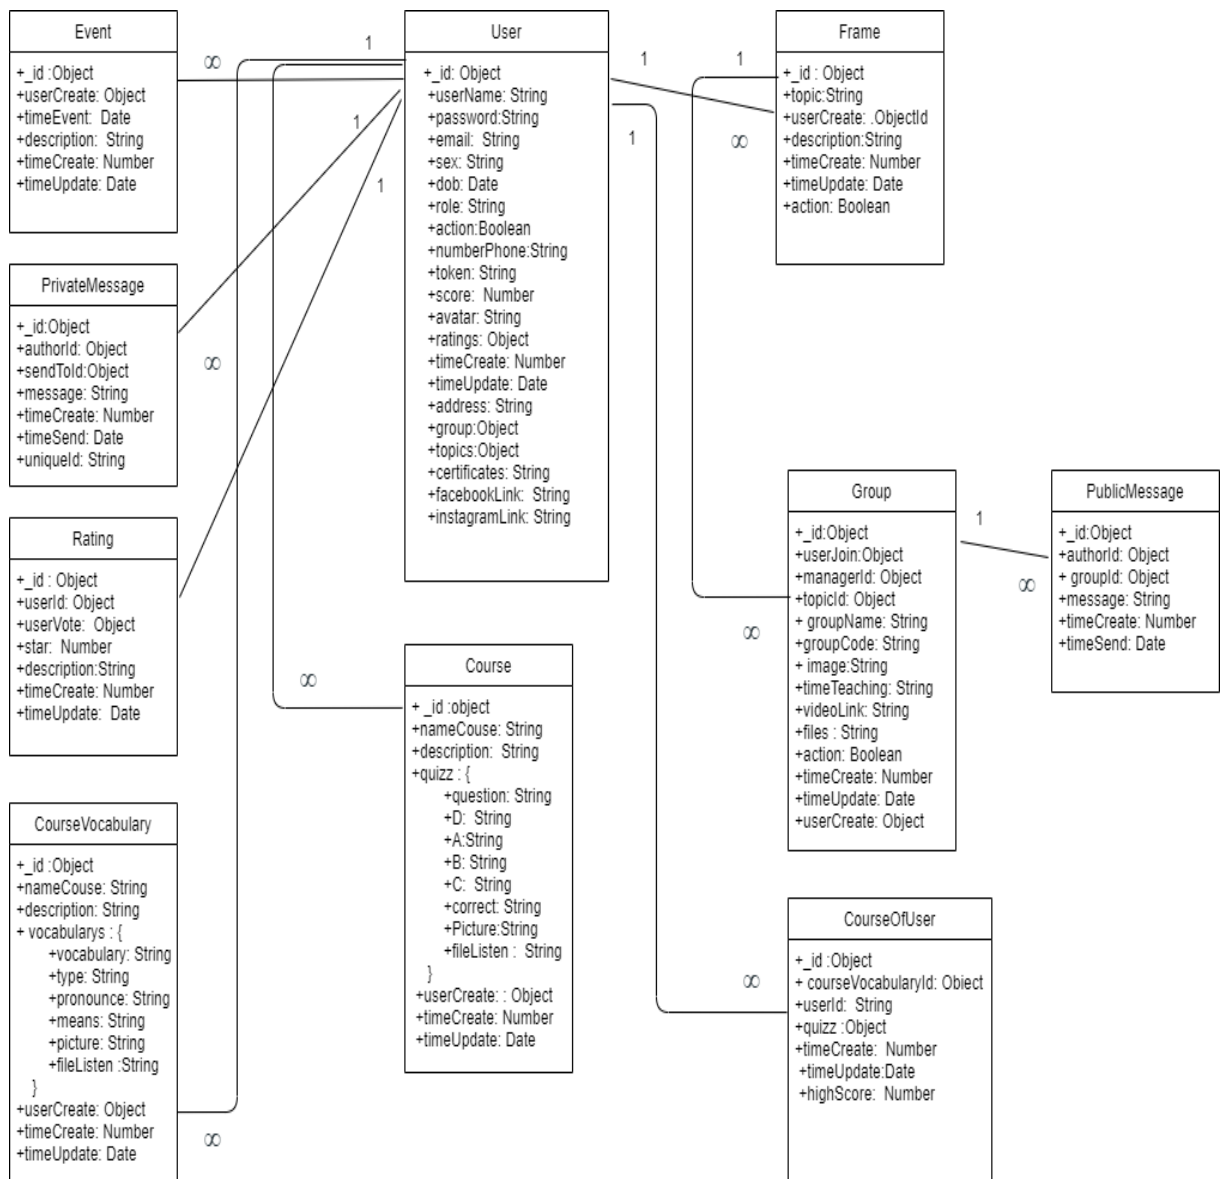 Event
+_id :Object
+userCreate: Object
+timeEvent:  Date
+description:  String
+timeCreate: Number
+timeUpdate: Date
∞
1
User
+_id: Object
+userName: String
+password:String
+email:  String
+sex: String
+dob: Date
+role: String
+action:Boolean
+numberPhone:String
+token: String
+score:  Number
+avatar: String
+ratings: Object
+timeCreate: Number
+timeUpdate: Date
+address: String
+group:Object
+topics:Object
+certificates: String
+facebookLink:  String
+instagramLink: String
1
1
1
1
1
∞
Frame
+_id : Object
+topic:String
+userCreate: .ObjectId
+description:String
+timeCreate: Number
+timeUpdate: Date
+action: Boolean
PrivateMessage
+_id:Object
+authorId: Object
+sendToId:Object
+message: String
+timeCreate: Number
+timeSend: Date
+uniqueId: String
∞
Rating
+_id : Object
+userId: Object
+userVote:  Object
+star:  Number
+description:String
+timeCreate: Number
+timeUpdate:  Date
Group
+_id:Object
+userJoin:Object
+managerId: Object
+topicId: Object
+ groupName: String
+groupCode: String
+ image:String
+timeTeaching: String
+videoLink: String
+files : String
+action: Boolean
+timeCreate: Number
+timeUpdate: Date
+userCreate: Object
∞
1
∞
PublicMessage
+_id:Object
+authorId: Object
+ groupId: Object
+message: String
+timeCreate: Number
+timeSend: Date
∞
Course
+ _id :object
+nameCouse: String
+description:  String
+quizz : {
+question: String
+D:  String
+A:String
+B: String
+C:  String
+correct: String
+Picture:String
+fileListen :  String
}
+userCreate: : Object
+timeCreate: Number
+timeUpdate: Date
CourseVocabulary
+_id :Object
+nameCouse: String
+description: String
+ vocabularys : {
+vocabulary: String
+type: String
+pronounce: String
+means: String
+picture: String
+fileListen :String
}
+userCreate: Object
+timeCreate: Number
+timeUpdate: Date
∞
∞
CourseOfUser
+_id :Object
+ courseVocabularyId: Object
+userId:  String
+quizz :Object
+timeCreate:  Number
+timeUpdate:Date
+highScore:  Number